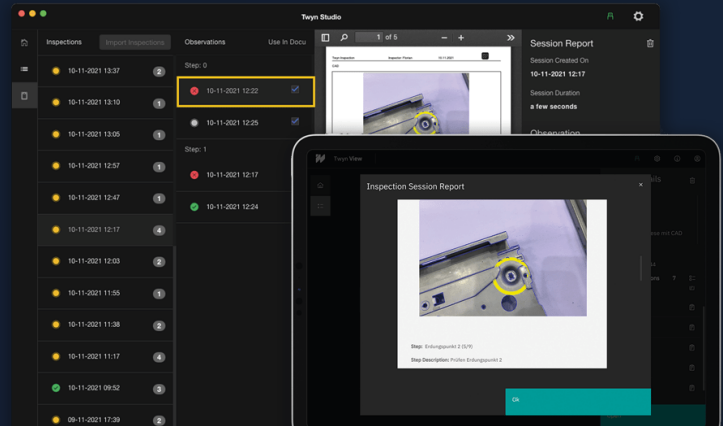 Twyn Studio
Inspections
Import Inspections
10-11-2021 13:37 2
10-11-2021 13:10 1
10-11-2021 13:05 1
10-11-2021 12:57 1
10-11-2021 12:47 1
10-11-2021 12:17 4
10-11-2021 12:03 2
10-11-2021 11:55 1
10-11-2021 11:38 2
10-11-2021 11:17 4
10-11-2021 09:52 3
09-11-2021 17:39 2
Observations
Use In Docu
Step: 0
10-11-2021 12:22
10-11-2021 12:25
Step: 1
10-11-2021 12:17
10-11-2021 12:24
1 of 5
Twyn Inspection
10-11-2021
CAD
Session Report
Session Created On
10-11-2021 12:17
Session Duration
a few seconds
Observation
Twyn View
Inspection Session Report
Step: Erdungspunkt 2 (5/9)
Step Description: Prüfen Erdungspunkt 2
Ok